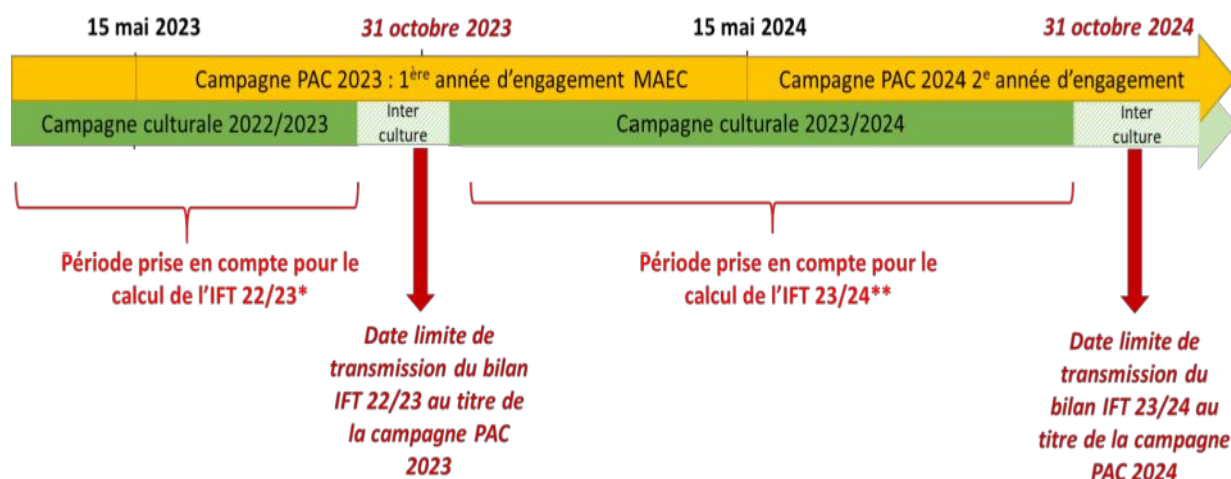 15 mai 2023
31 octobre 2023
15 mai 2024
31 octobre 2024
Campagne PAC 2023 : 1ère année d’engagement MAEC
Campagne PAC 2024 2e année d’engagement
Campagne culturale 2022/2023
Inter
culture
Campagne culturale 2023/2024
Inter
culture
Période prise en compte pour le
calcul de l’IFT 22/23*
Période prise en compte pour le
calcul de l’IFT 23/24**
Date limite de
transmission du bilan
IFT 22/23 au titre de
la campagne PAC
2023
Date limite de
transmission du
bilan IFT 23/24 au
titre de la campagne
PAC 2024